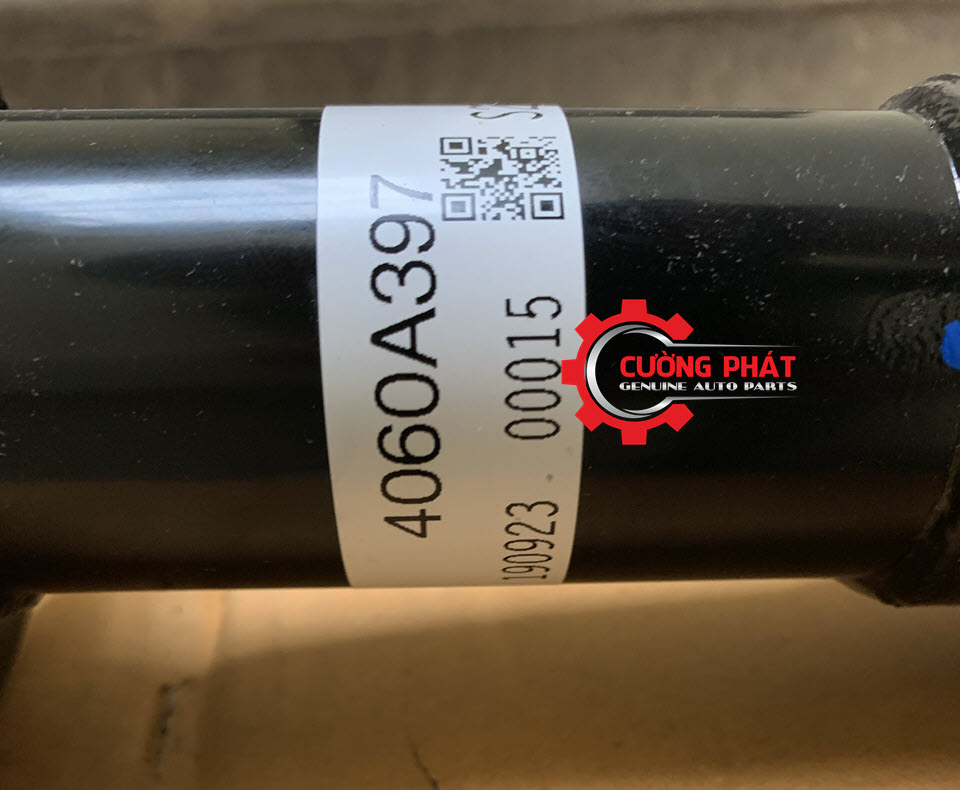 4060A397
190923 00015
CƯỜNG PHÁT
GENUINE AUTO PARTS